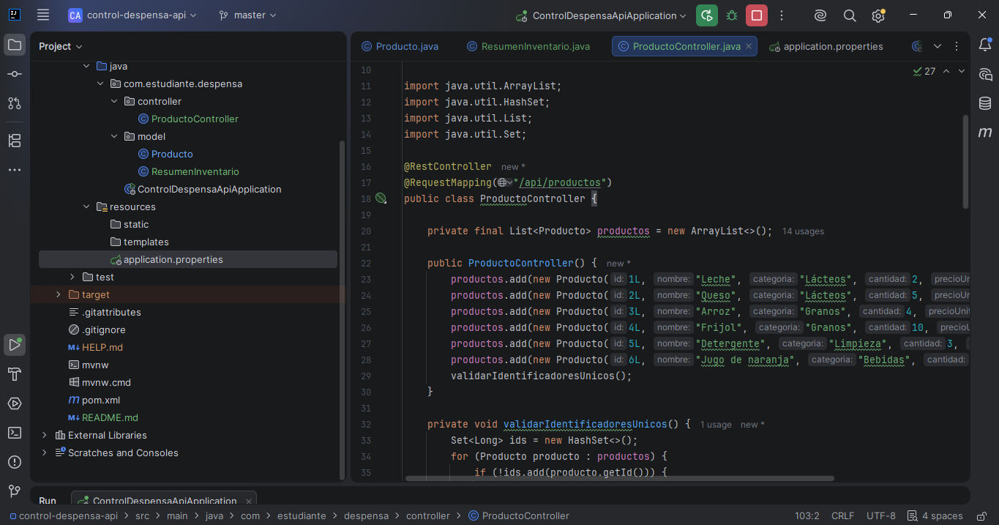 CA control-despensa-api master ControlDespensaApiApplication
Project
java
com.estudiante.despensa
controller
ProductoController
model
Producto
ResumenInventario
ControlDespensaApiApplication
resources
static
templates
application.properties
test
target
.gitattributes
.gitignore
M↓ HELP.md
mvnw
mvnw.cmd
m pom.xml
M↓ README.md
External Libraries
Scratches and Consoles
Producto.java ResumenInventario.java ProductoController.java application.properties
27
10
11 import java.util.ArrayList;
12 import java.util.HashSet;
13 import java.util.List;
14 import java.util.Set;
15
16 @RestController new *
17 @RequestMapping("/api/productos")
18 public class ProductoController {
19
20 private final List<Producto> productos = new ArrayList<>(); 14 usages
21
22 public ProductoController() { new *
23 productos.add(new Producto( id: 1L, nombre: "Leche", categoria: "Lácteos", cantidad: 2, precioUr
24 productos.add(new Producto( id: 2L, nombre: "Queso", categoria: "Lácteos", cantidad: 5, precioUr
25 productos.add(new Producto( id: 3L, nombre: "Arroz", categoria: "Granos", cantidad: 4, precioUnit
26 productos.add(new Producto( id: 4L, nombre: "Frijol", categoria: "Granos", cantidad: 10, precioU
27 productos.add(new Producto( id: 5L, nombre: "Detergente", categoria: "Limpieza", cantidad: 3,
28 productos.add(new Producto( id: 6L, nombre: "Jugo de naranja", categoria: "Bebidas", cantidad:
29 validarIdentificadoresUnicos();
30 }
31
32 private void validarIdentificadoresUnicos() { 1 usage new *
33 Set<Long> ids = new HashSet<>();
34 for (Producto producto : productos) {
35 if (!ids.add(producto.getId())) {
Run ControlDespensaApiApplication
control-despensa-api > src > main > java > com > estudiante > despensa > controller > ProductoController 103:2 CRLF UTF-8 4 spaces